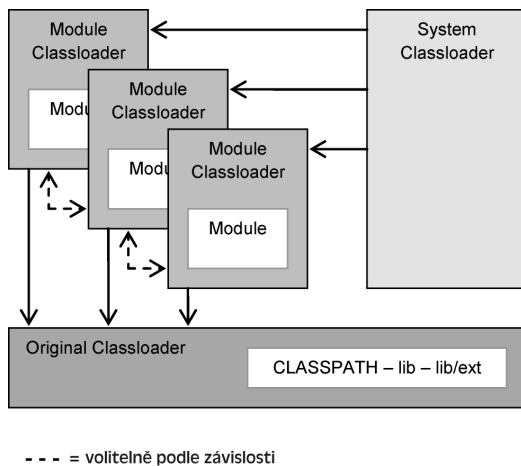 Module
Classloader
System
Classloader
Module
Classloader
Module
Classloader
Module
Original Classloader
CLASSPATH – lib – lib/ext
- - - - = volitelně podle závislosti